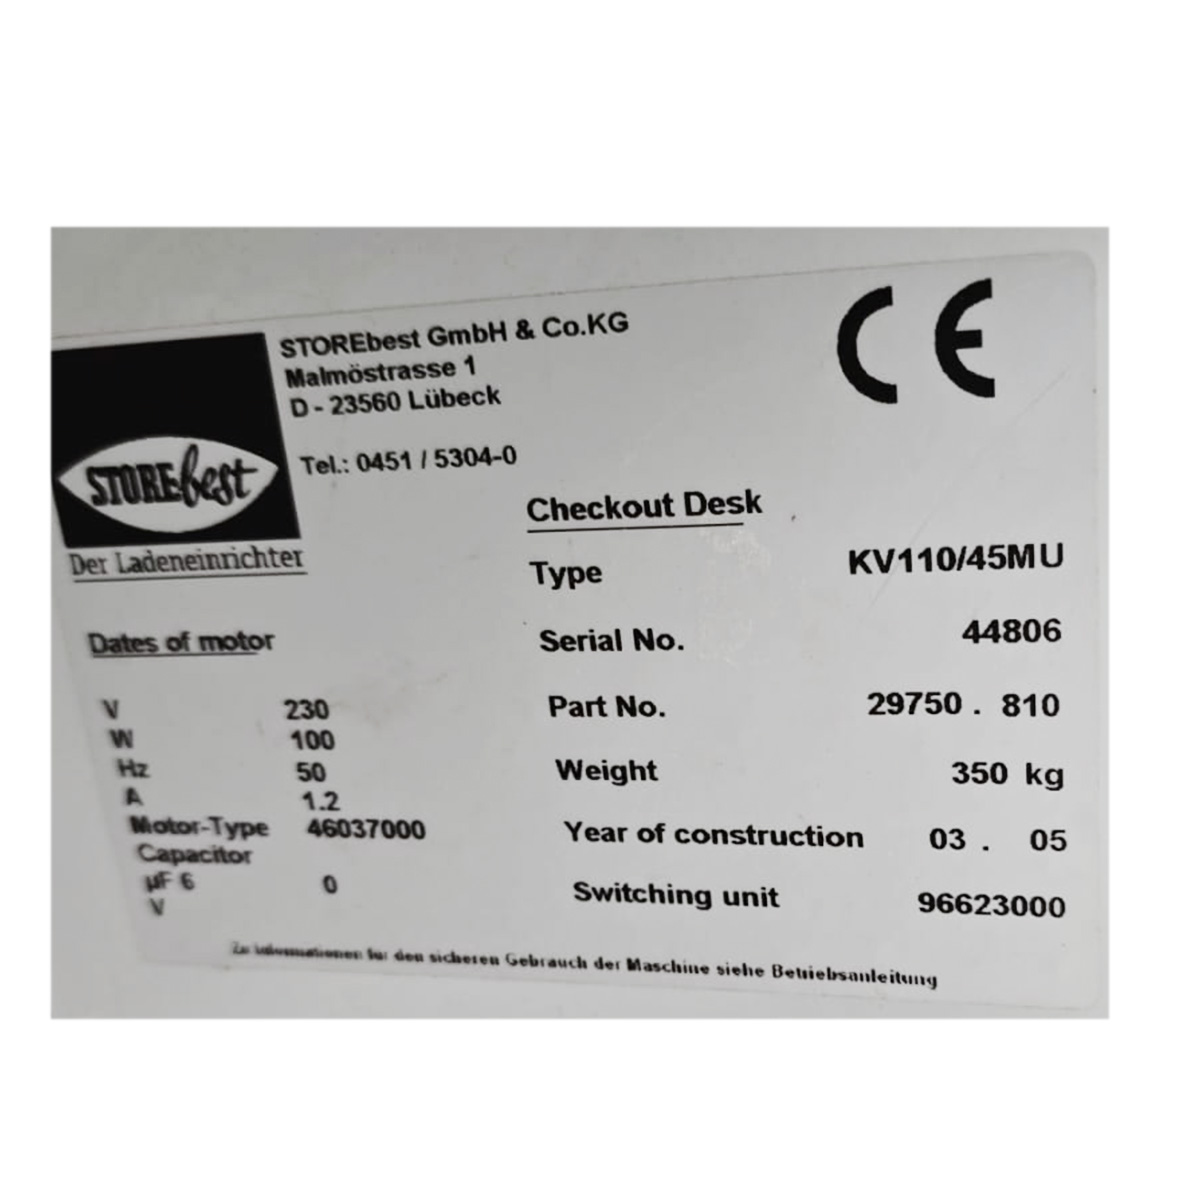 STOREbest GmbH & Co.KG
Malmöstrasse 1
D - 23560 Lübeck
Tel.: 0451 / 5304-0
STOREbest
Der Ladeneinrichter
CE
Checkout Desk
Type KV110/45MU
Serial No. 44806
Part No. 29750 . 810
Weight 350 kg
Year of construction 03 . 05
Switching unit 96623000
Dates of motor
V 230
W 100
Hz 50
A 1.2
Motor-Type 46037000
Capacitor
µF 6 0
V
Zu Informationen für den sicheren Gebrauch der Maschine siehe Betriebsanleitung